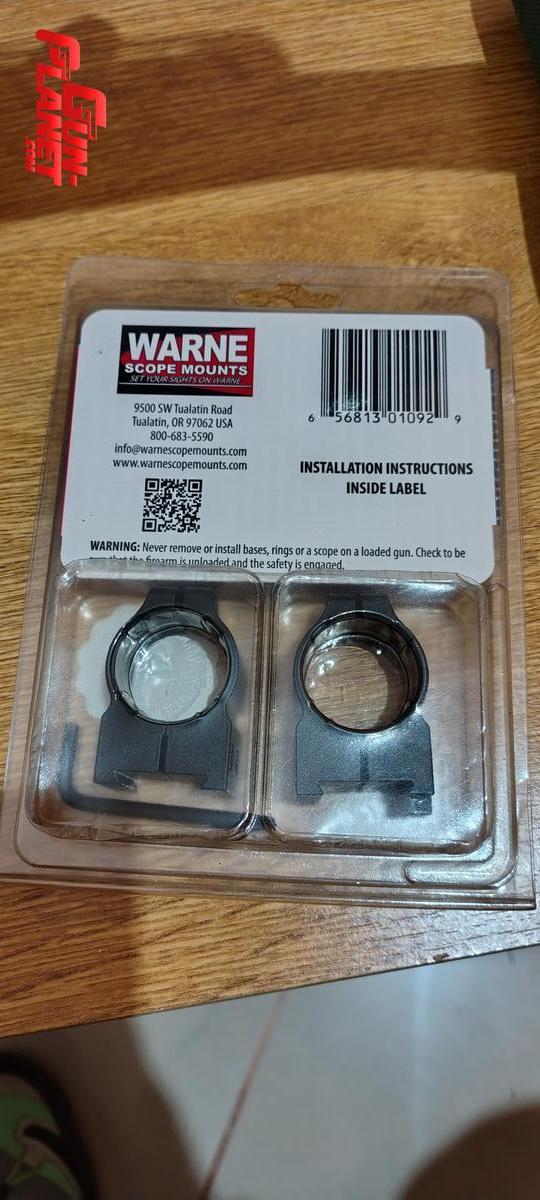 GUN-
PLANET
.COM
WARNE
SCOPE MOUNTS
SET YOUR SIGHTS ON WARNE
9500 SW Tualatin Road
Tualatin, OR 97062 USA
800-683-5590
info@warnescopemounts.com
www.warnescopemounts.com
6 56813 01092 9
INSTALLATION INSTRUCTIONS
INSIDE LABEL
WARNING: Never remove or install bases, rings or a scope on a loaded gun. Check to be
sure that the firearm is unloaded and the safety is engaged.